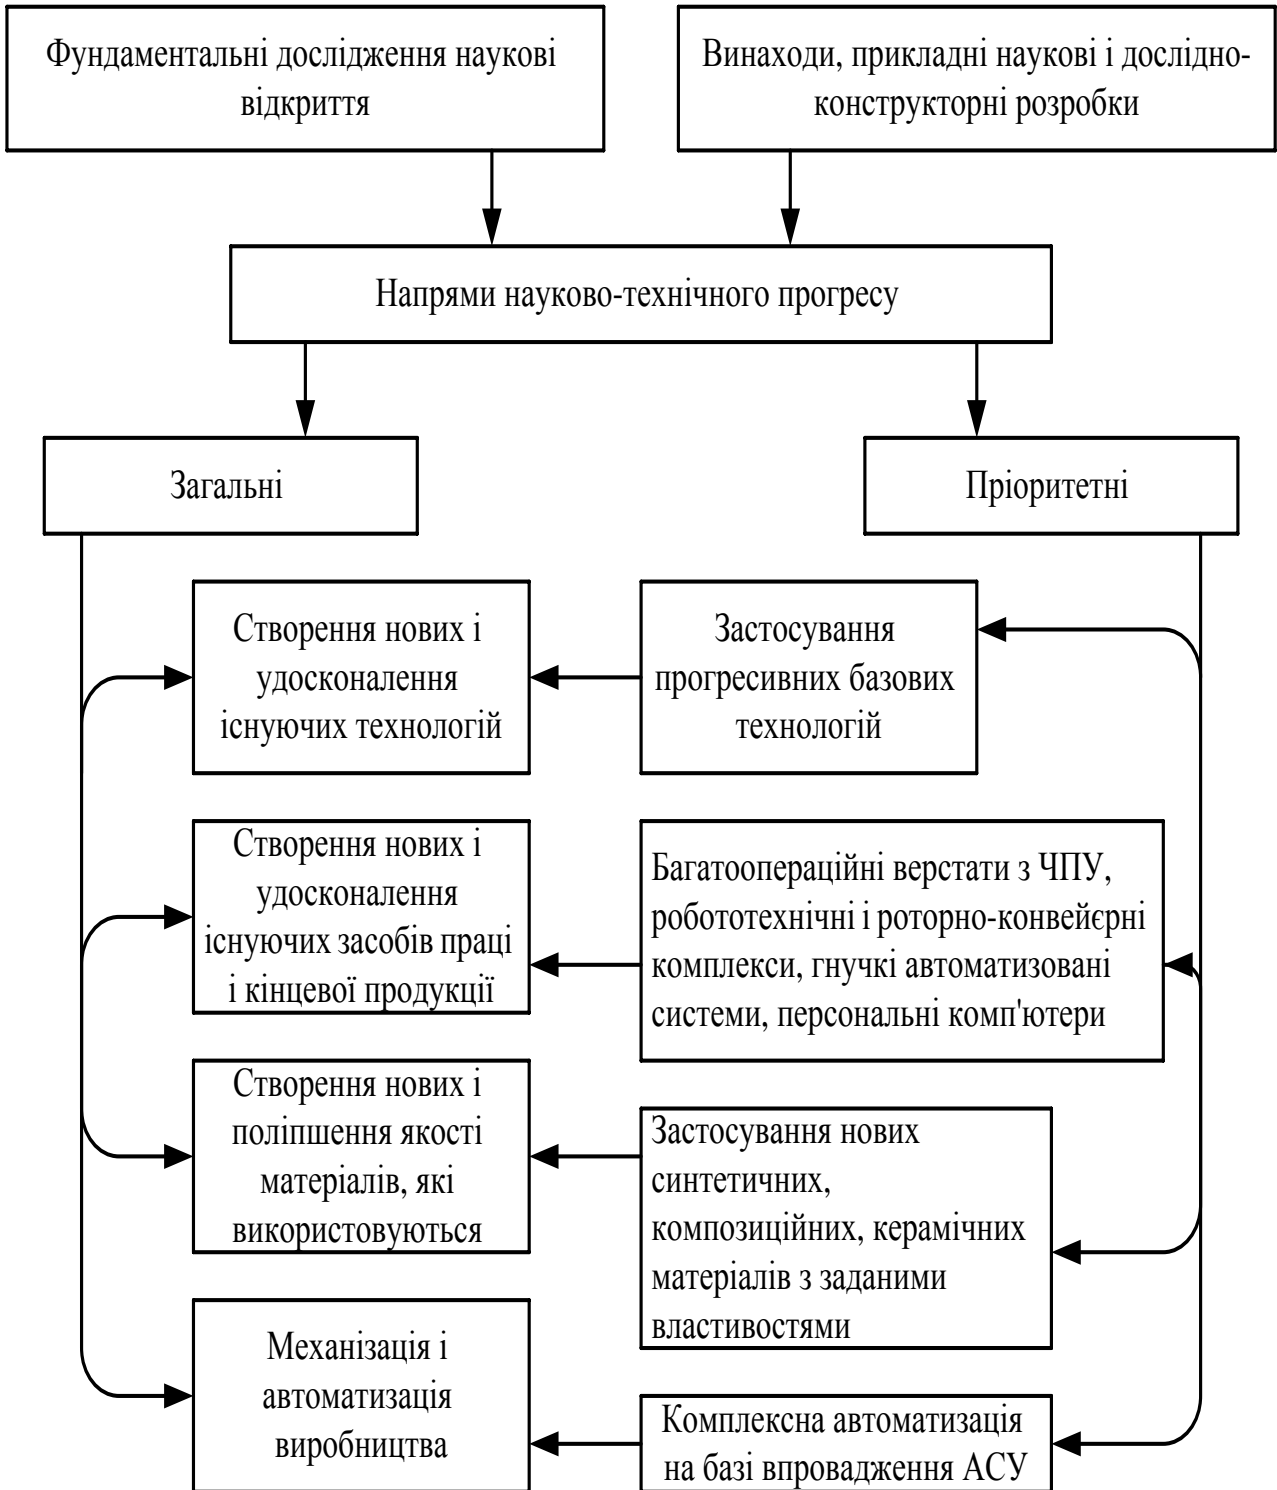 Фундаментальні дослідження наукові
відкриття
Винаходи, прикладні наукові і дослідно-
конструкторні розробки
Напрями науково-технічного прогресу
Загальні
Пріоритетні
Створення нових і
удосконалення
існуючих технологій
Застосування
прогресивних базових
технологій
Створення нових і
удосконалення
існуючих засобів праці
і кінцевої продукції
Багатоопераційні верстати з ЧПУ,
робототехнічні і роторно-конвейєрні
комплекси, гнучкі автоматизовані
системи, персональні комп'ютери
Створення нових і
поліпшення якості
матеріалів, які
використовуються
Застосування нових
синтетичних,
композиційних, керамічних
матеріалів з заданими
властивостями
Механізація і
автоматизація
виробництва
Комплексна автоматизація
на базі впровадження АСУ